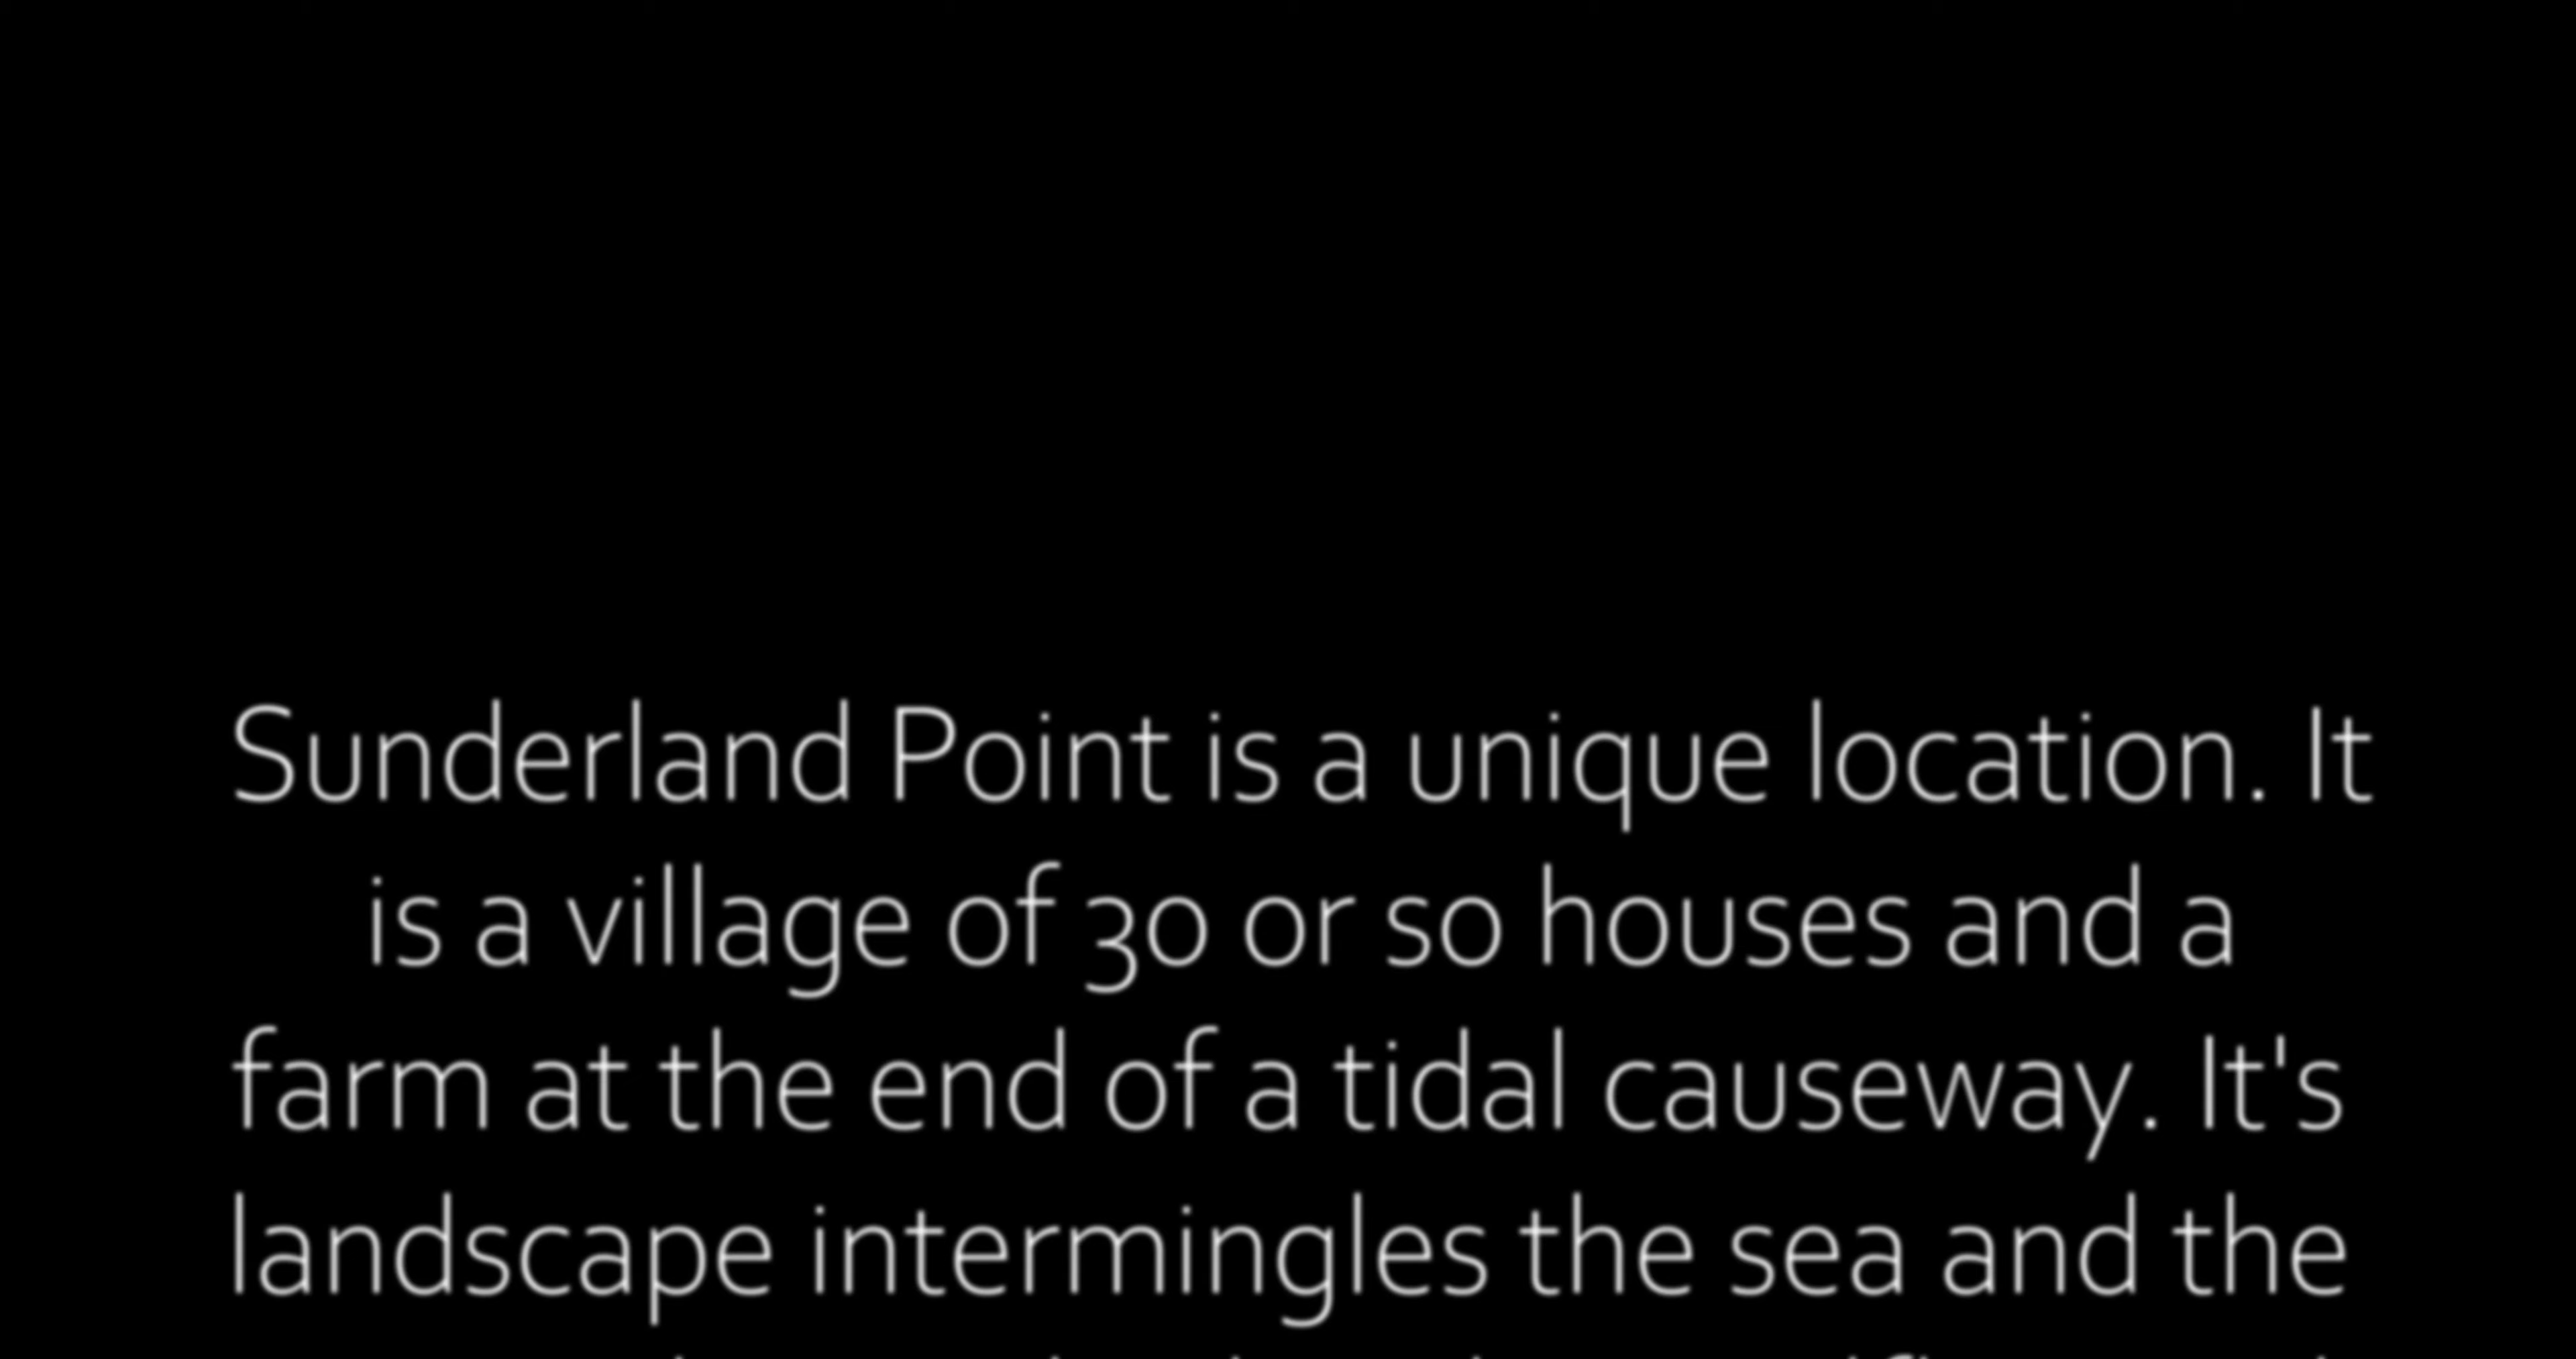 Sunderland Point is a unique location. It
is a village of 30 or so houses and a
farm at the end of a tidal causeway. It's
landscape intermingles the sea and the